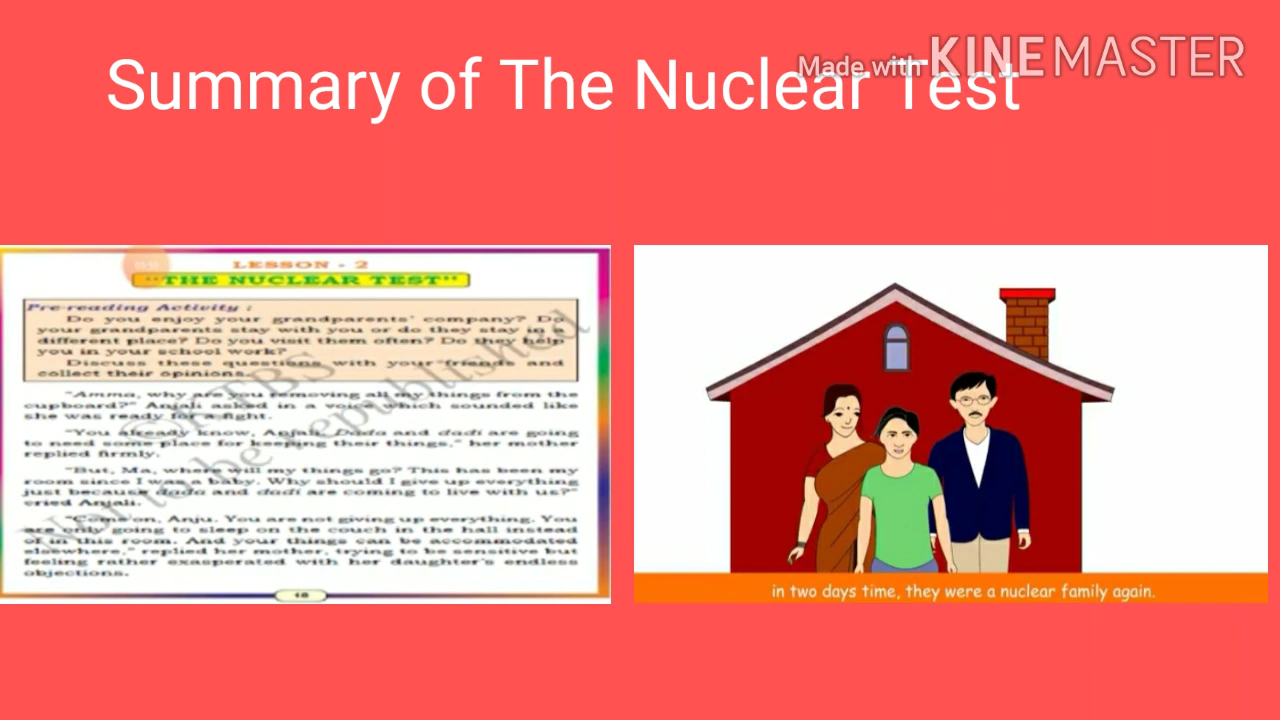 Summary of The Nuclear Test
Made with KINEMASTER
LESSON - 2
"THE NUCLEAR TEST"
Pre-reading Activity :
Do you enjoy your grandparents' company? Do
your grandparents stay with you or do they stay in a
different place? Do you visit them often? Do they help
you in your school work?
Discuss these questions with your friends and
collect their opinions.
"Amma, why are you removing all my things from the
cupboard?" Anjali asked in a voice which sounded like
she was ready for a fight.
"You already know, Anjali. Dada and dadi are going
to need some place for keeping their things," her mother
replied firmly.
"But, Ma, where will my things go? This has been my
room since I was a baby. Why should I give up everything
just because dada and dadi are coming to live with us?"
cried Anjali.
"Come on, Anju. You are not giving up everything. You
are only going to sleep on the couch in the hall instead
of in this room. And your things can be accommodated
elsewhere," replied her mother, trying to be sensitive but
feeling rather exasperated with her daughter's endless
objections.
in two days time, they were a nuclear family again.